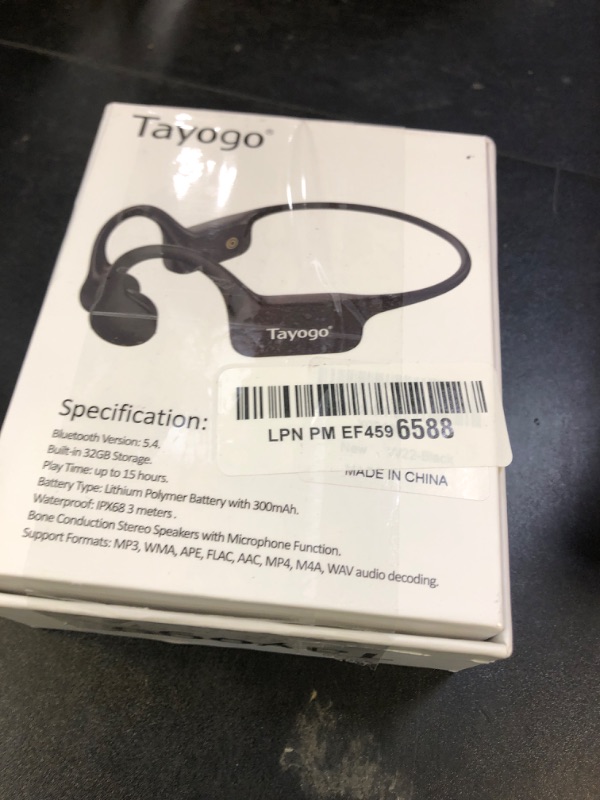 Tayogo®
Tayogo®
Specification:
Bluetooth Version: 5.4.
Built-in 32GB Storage.
Play Time: up to 15 hours.
Battery Type: Lithium Polymer Battery with 300mAh.
Waterproof: IPX68 3 meters .
Bone Conduction Stereo Speakers with Microphone Function.
Support Formats: MP3, WMA, APE, FLAC, AAC, MP4, M4A, WAV audio decoding.
LPN PM EF459 6588
MADE IN CHINA